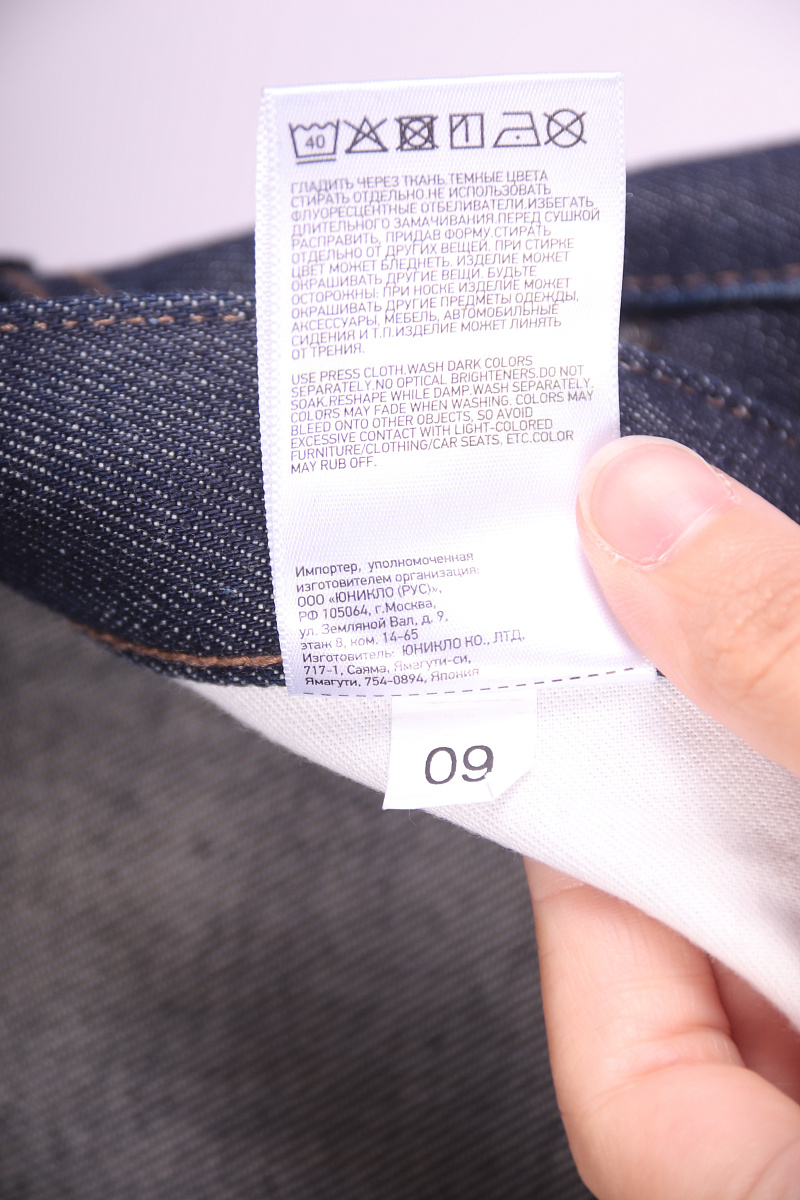 40
ГЛАДИТЬ ЧЕРЕЗ ТКАНЬ.ТЕМНЫЕ ЦВЕТА
СТИРАТЬ ОТДЕЛЬНО.НЕ ИСПОЛЬЗОВАТЬ
ФЛУОРЕСЦЕНТНЫЕ ОТБЕЛИВАТЕЛИ.ИЗБЕГАТЬ
ДЛИТЕЛЬНОГО ЗАМАЧИВАНИЯ.ПЕРЕД СУШКОЙ
РАСПРАВИТЬ, ПРИДАВ ФОРМУ.СТИРАТЬ
ОТДЕЛЬНО ОТ ДРУГИХ ВЕЩЕЙ. ПРИ СТИРКЕ
ЦВЕТ МОЖЕТ БЛЕДНЕТЬ. ИЗДЕЛИЕ МОЖЕТ
ОКРАШИВАТЬ ДРУГИЕ ВЕЩИ. БУДЬТЕ
ОСТОРОЖНЫ: ПРИ НОСКЕ ИЗДЕЛИЕ МОЖЕТ
ОКРАШИВАТЬ ДРУГИЕ ПРЕДМЕТЫ ОДЕЖДЫ,
АКСЕССУАРЫ, МЕБЕЛЬ, АВТОМОБИЛЬНЫЕ
СИДЕНИЯ И Т.П.ИЗДЕЛИЕ МОЖЕТ ЛИНЯТЬ
ОТ ТРЕНИЯ.
USE PRESS CLOTH.WASH DARK COLORS
SEPARATELY.NO OPTICAL BRIGHTENERS.DO NOT
SOAK.RESHAPE WHILE DAMP.WASH SEPARATELY.
COLORS MAY FADE WHEN WASHING. COLORS MAY
BLEED ONTO OTHER OBJECTS, SO AVOID
EXCESSIVE CONTACT WITH LIGHT-COLORED
FURNITURE/CLOTHING/CAR SEATS, ETC.COLOR
MAY RUB OFF.
Импортер, уполномоченная
изготовителем организация:
ООО «ЮНИКЛО (РУС)»,
РФ 105064, г.Москва,
ул. Земляной Вал, д. 9,
этаж 8, ком. 14-65
Изготовитель: ЮНИКЛО КО., ЛТД,
717-1, Саяма, Ямагути-си,
Ямагути, 754-0894, Япония
09